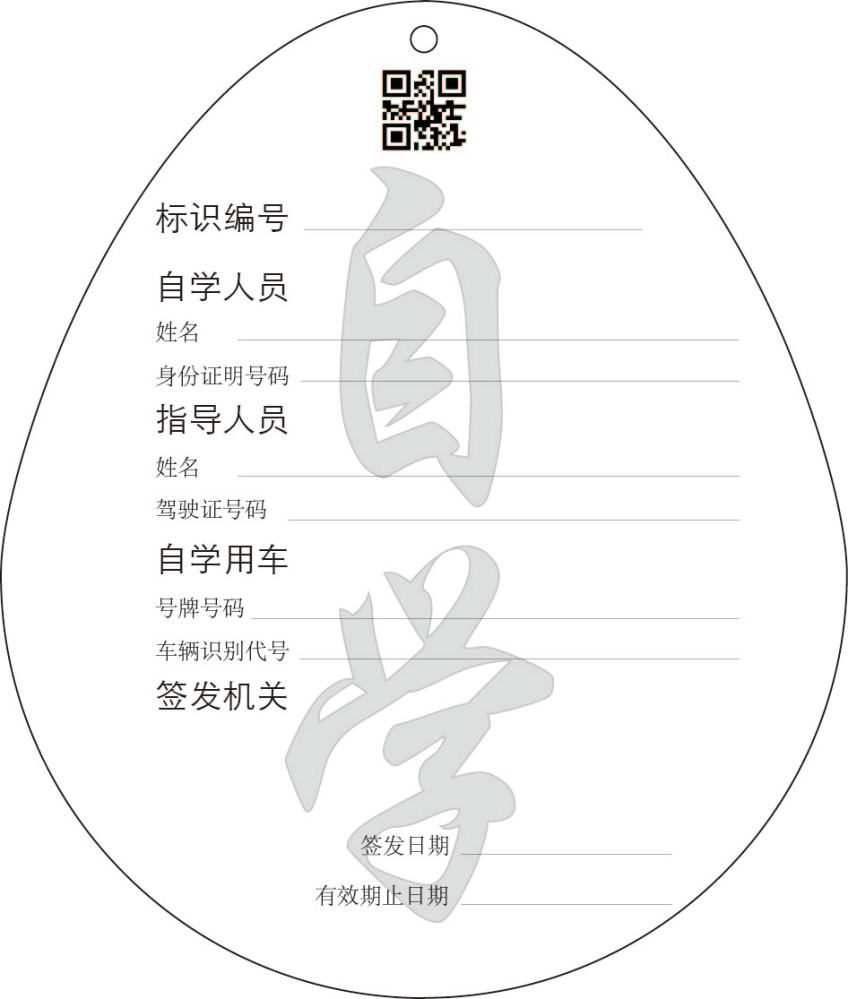 标识编号
自学人员
姓名
身份证明号码
指导人员
姓名
驾驶证号码
自学用车
号牌号码
车辆识别代号
签发机关
签发日期
有效期止日期
自
学